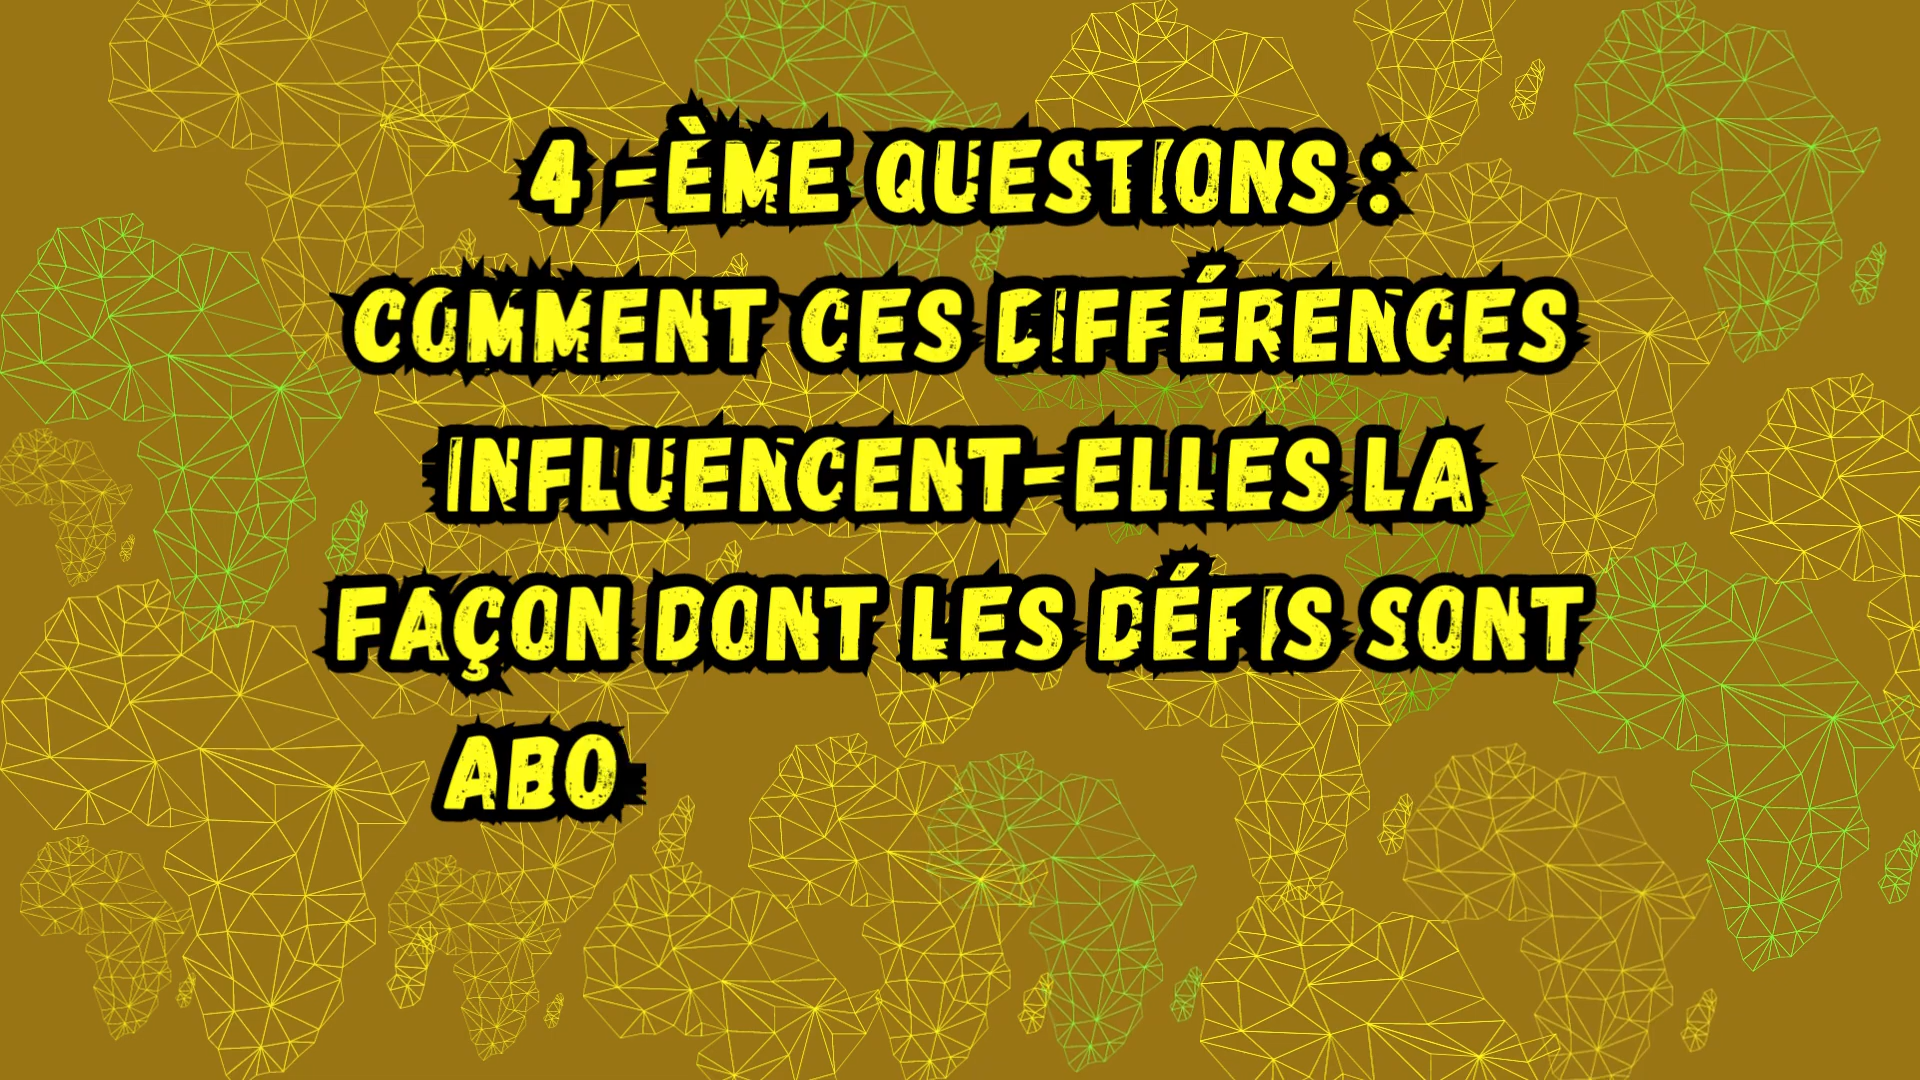 4 -ÈME QUESTIONS :
COMMENT CES DIFFÉRENCES
INFLUENCENT-ELLES LA
FAÇON DONT LES DÉFIS SONT
ABO